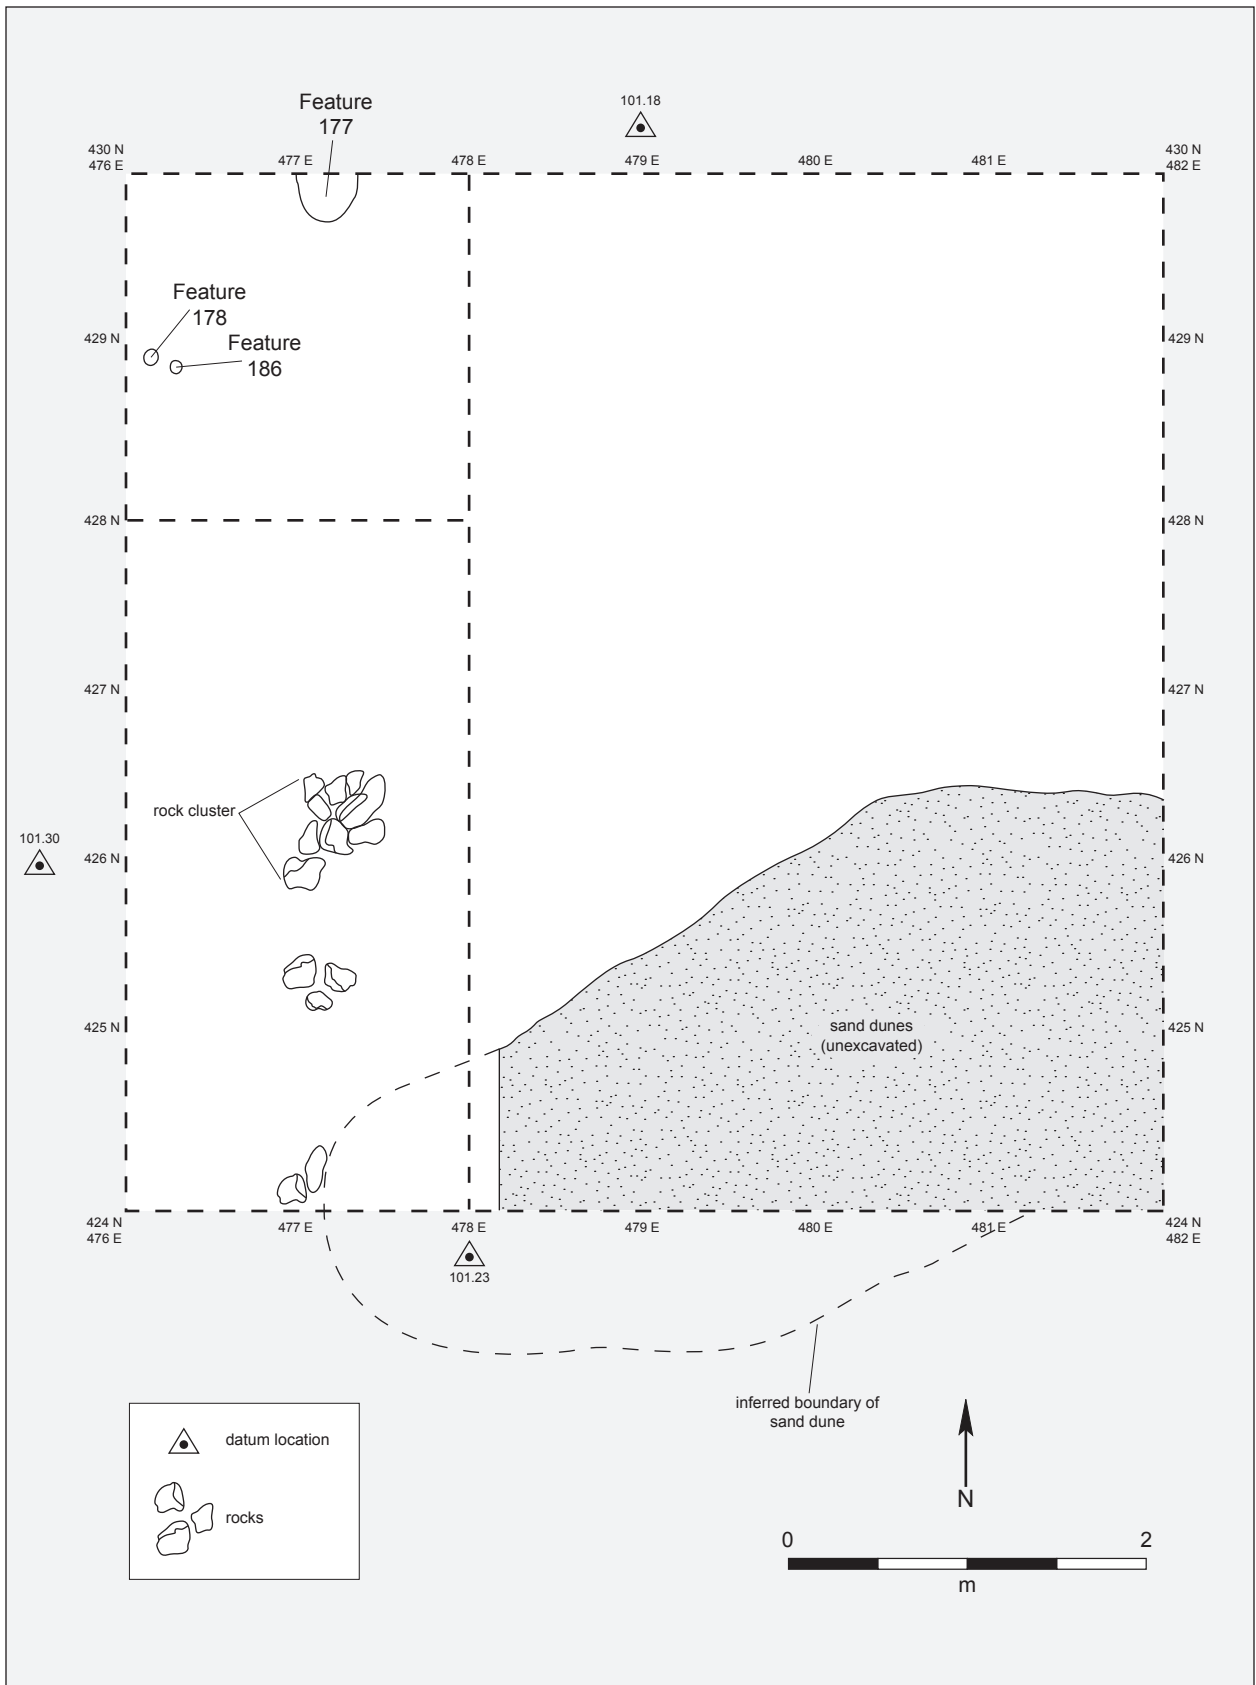 Feature
177
101.18
430 N
476 E
477 E
478 E
479 E
480 E
481 E
430 N
482 E
Feature
178
Feature
186
429 N
429 N
428 N
428 N
427 N
427 N
rock cluster
101.30
426 N
426 N
425 N
425 N
sand dunes
(unexcavated)
424 N
476 E
477 E
478 E
479 E
480 E
481 E
424 N
482 E
101.23
inferred boundary of
sand dune
datum location
rocks
N
0
2
m